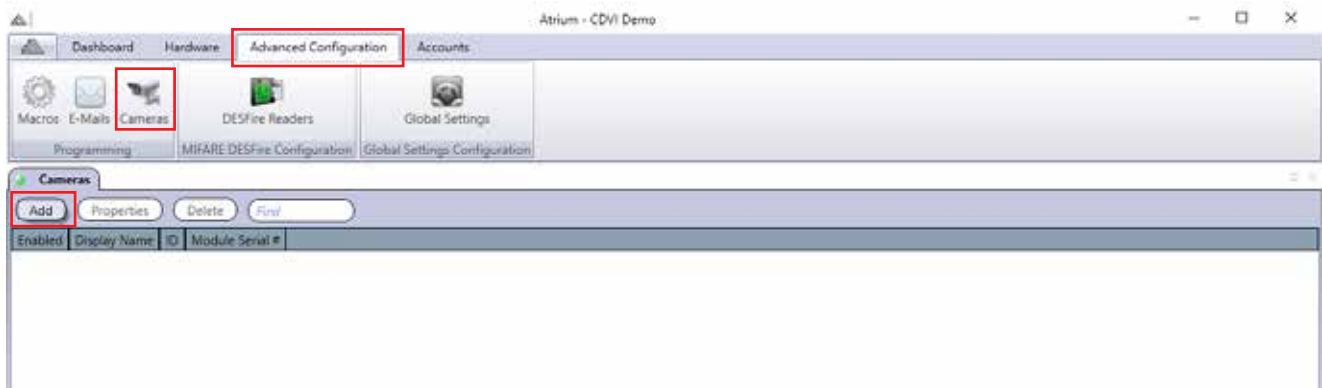 Atrium - CDVI Demo
Dashboard Hardware Advanced Configuration Accounts
Macros E-Mails Cameras DESFire Readers Global Settings
Programming MIFARE DESFire Configuration Global Settings Configuration
Cameras
Add Properties Delete Find
Enabled Display Name ID Module Serial #